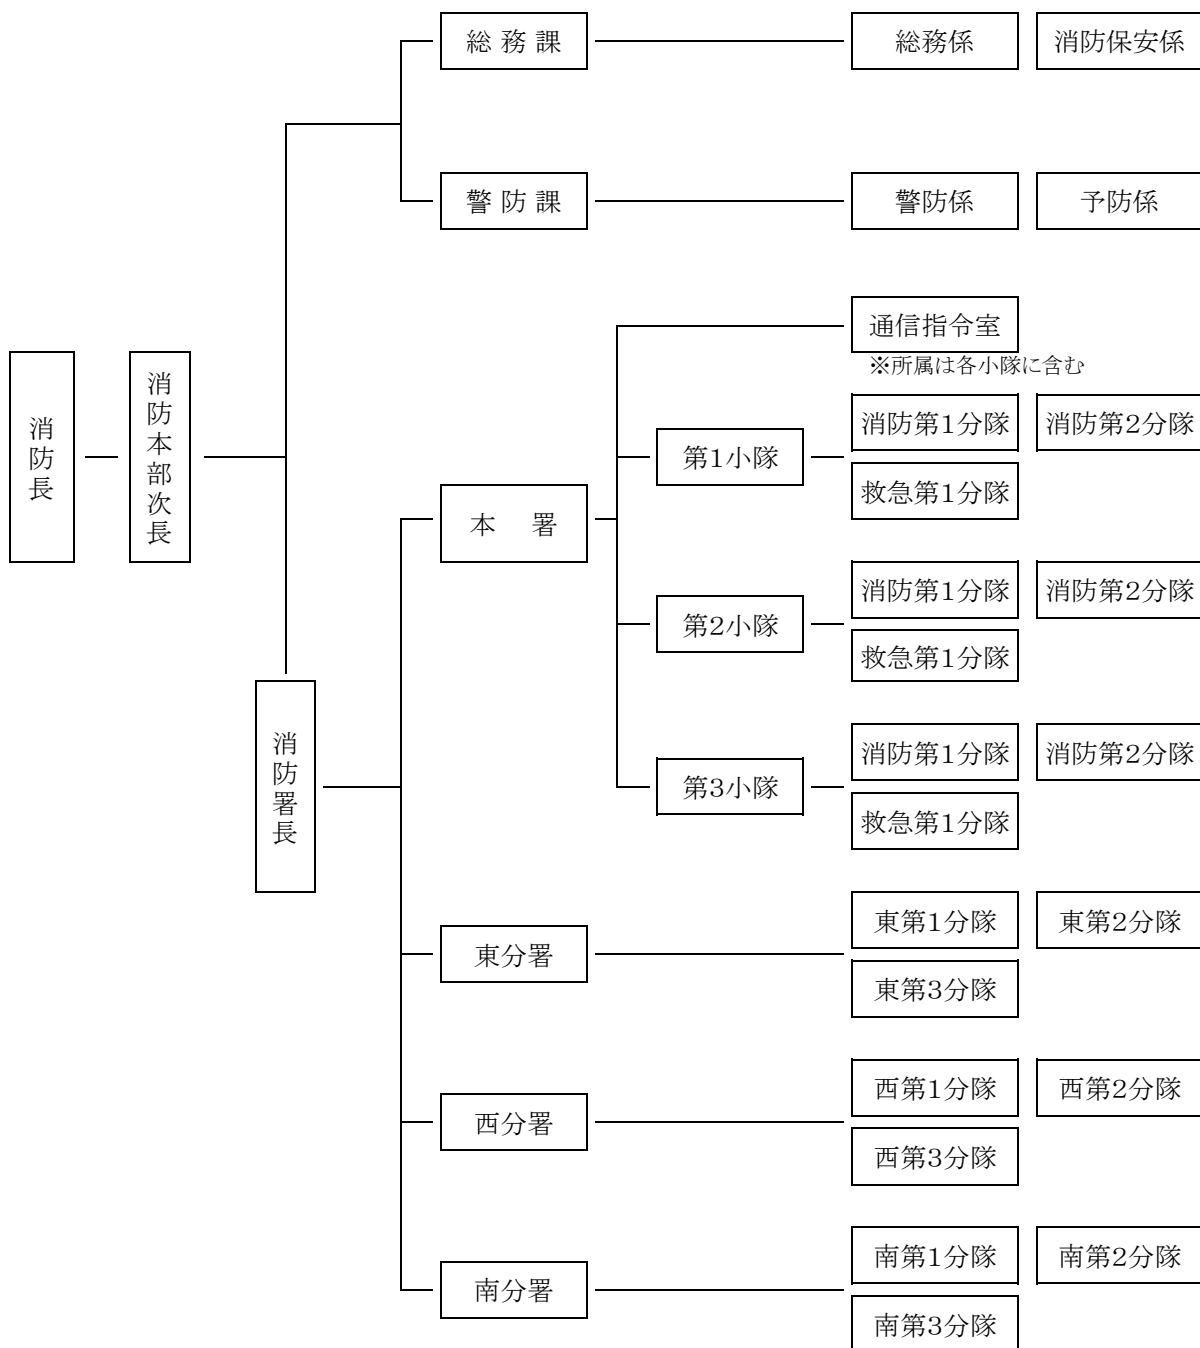 総務課
総務係
消防保安係
警防課
警防係
予防係
消防長
消防本部次長
消防署長
本 署
通信指令室
※所属は各小隊に含む
第1小隊
消防第1分隊
消防第2分隊
救急第1分隊
第2小隊
消防第1分隊
消防第2分隊
救急第1分隊
第3小隊
消防第1分隊
消防第2分隊
救急第1分隊
東分署
東第1分隊
東第2分隊
東第3分隊
西分署
西第1分隊
西第2分隊
西第3分隊
南分署
南第1分隊
南第2分隊
南第3分隊